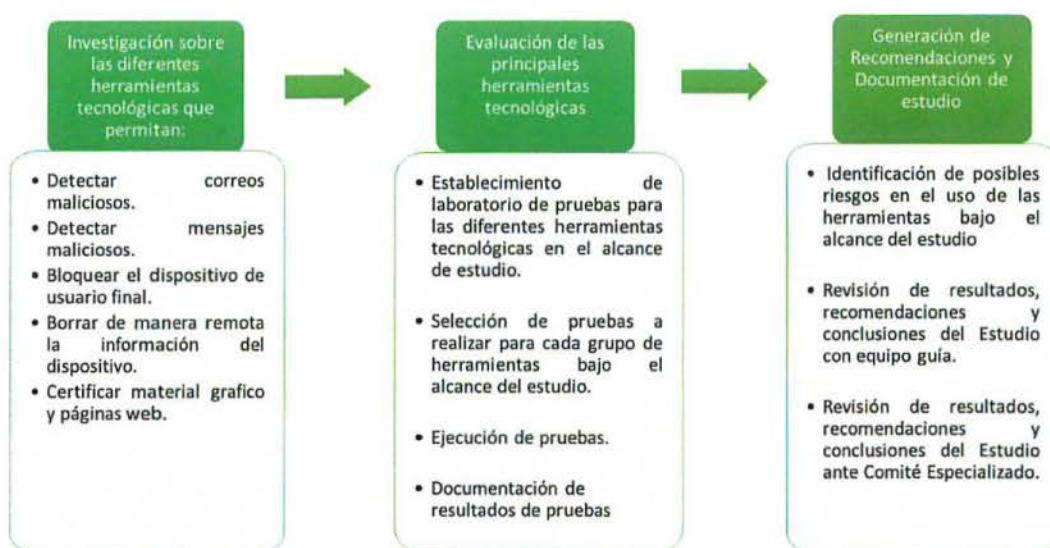 Investigación sobre
las diferentes
herramientas
tecnológicas que
permitan:
• Detectar correos
maliciosos.
• Detectar mensajes
maliciosos.
• Bloquear el dispositivo de
usuario final.
• Borrar de manera remota
la información del
dispositivo.
• Certificar material grafico
y páginas web.
Evaluación de las
principales
herramientas
tecnológicas
• Establecimiento de
laboratorio de pruebas para
las diferentes herramientas
tecnológicas en el alcance
de estudio.
• Selección de pruebas a
realizar para cada grupo de
herramientas bajo el
alcance del estudio.
• Ejecución de pruebas.
• Documentación de
resultados de pruebas
Generación de
Recomendaciones y
Documentación de
estudio
• Identificación de posibles
riesgos en el uso de las
herramientas bajo el
alcance del estudio
• Revisión de resultados,
recomendaciones y
conclusiones del Estudio
con equipo guía.
• Revisión de resultados,
recomendaciones y
conclusiones del Estudio
ante Comité Especializado.